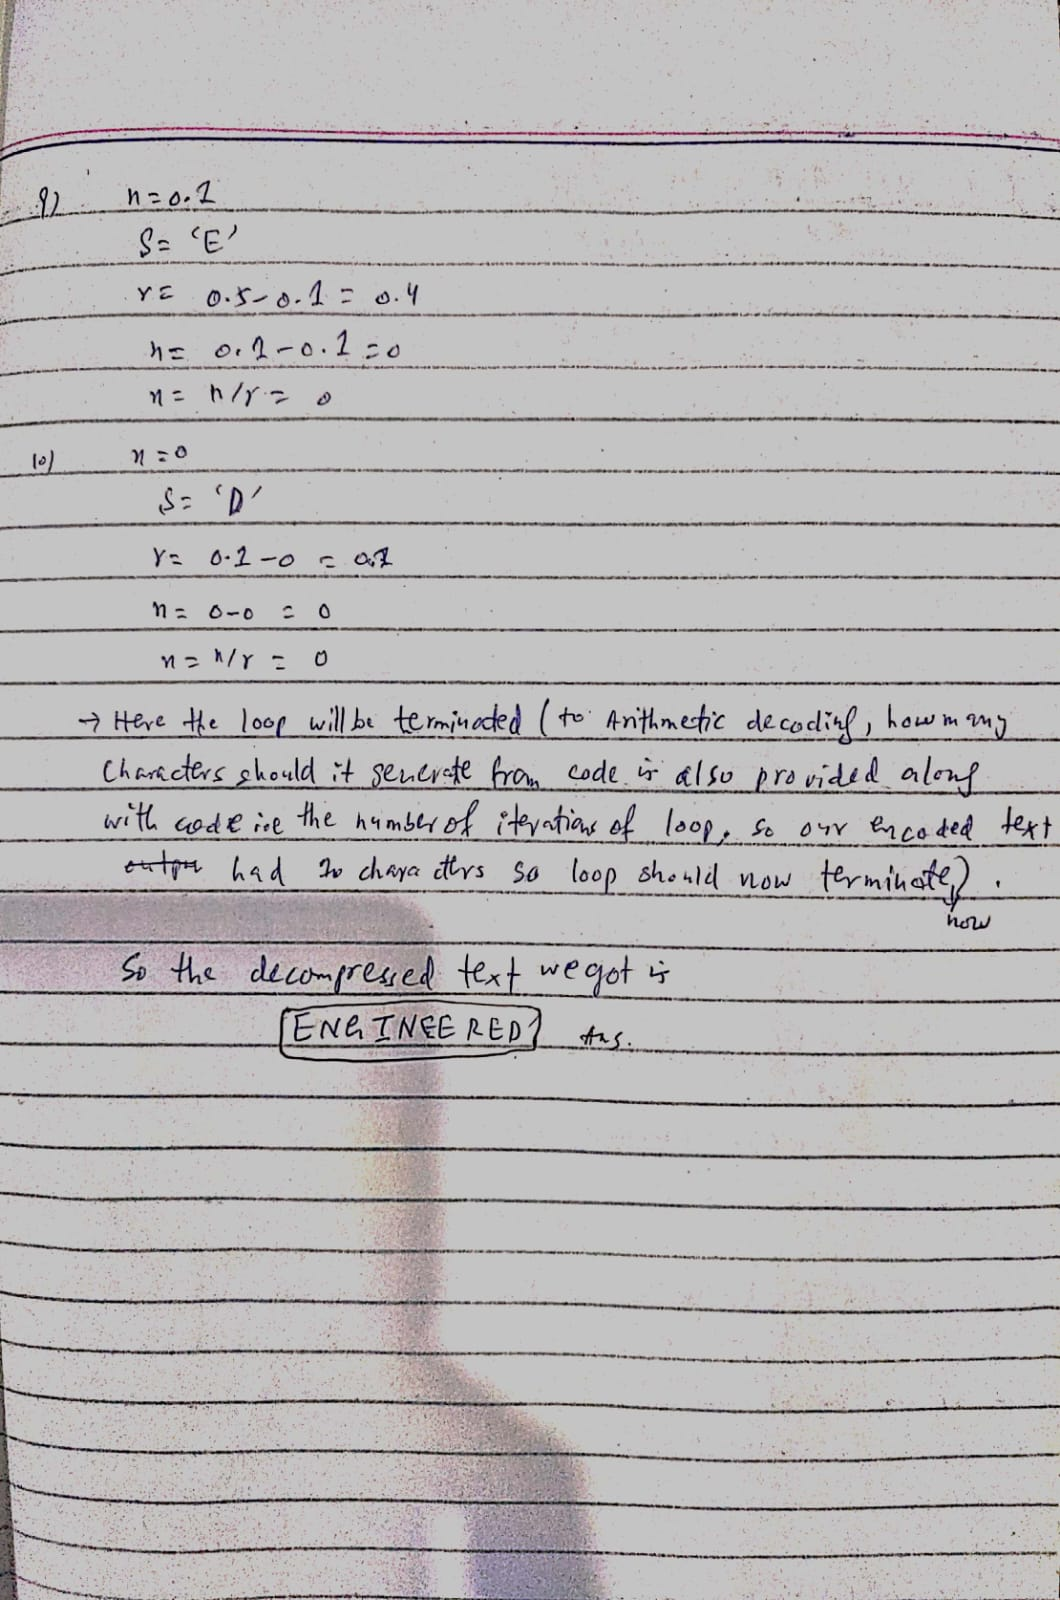 9) n=0.1
S= 'E'
r= 0.5-0.1 = 0.4
n= 0.1-0.1 = 0
n = n/r = 0
10) n=0
S= 'D'
r= 0.1-0 = 0.1
n= 0-0 = 0
n = n/r = 0
→ Here the loop will be terminated (to Arithmetic decoding, how many
Characters should it generate from code is also provided along
with code i.e the number of iterations of loop, so our encoded text
had 10 characters so loop should now terminate) .
now
So the decompressed text we got is
ENGINEERED Ans.